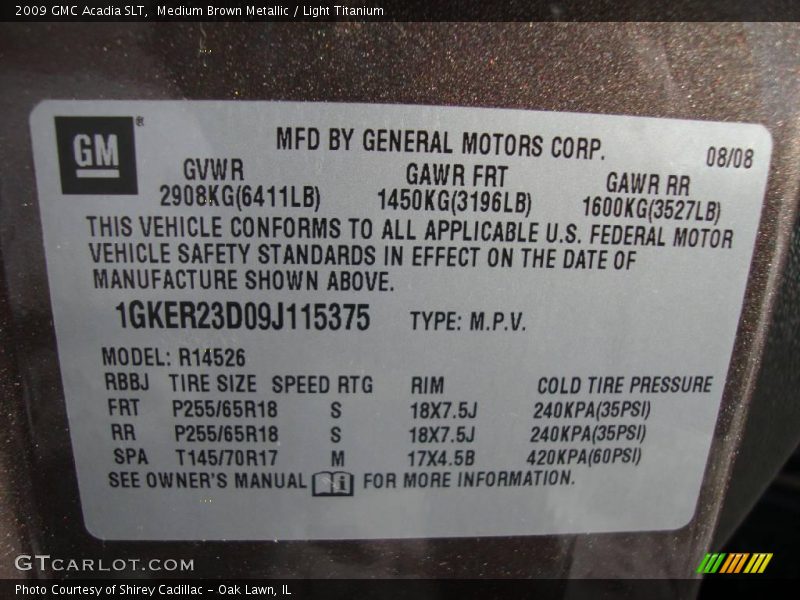 2009 GMC Acadia SLT,  Medium Brown Metallic / Light Titanium
GM®
MFD BY GENERAL MOTORS CORP.
08/08
GVWR GAWR FRT GAWR RR
2908KG(6411LB) 1450KG(3196LB) 1600KG(3527LB)
THIS VEHICLE CONFORMS TO ALL APPLICABLE U.S. FEDERAL MOTOR
VEHICLE SAFETY STANDARDS IN EFFECT ON THE DATE OF
MANUFACTURE SHOWN ABOVE.
1GKER23D09J115375 TYPE: M.P.V.
MODEL: R14526
RBBJ TIRE SIZE SPEED RTG RIM COLD TIRE PRESSURE
FRT P255/65R18 S 18X7.5J 240KPA(35PSI)
RR P255/65R18 S 18X7.5J 240KPA(35PSI)
SPA T145/70R17 M 17X4.5B 420KPA(60PSI)
SEE OWNER'S MANUAL i FOR MORE INFORMATION.
GTcarlot.com
Photo Courtesy of Shirey Cadillac - Oak Lawn, IL